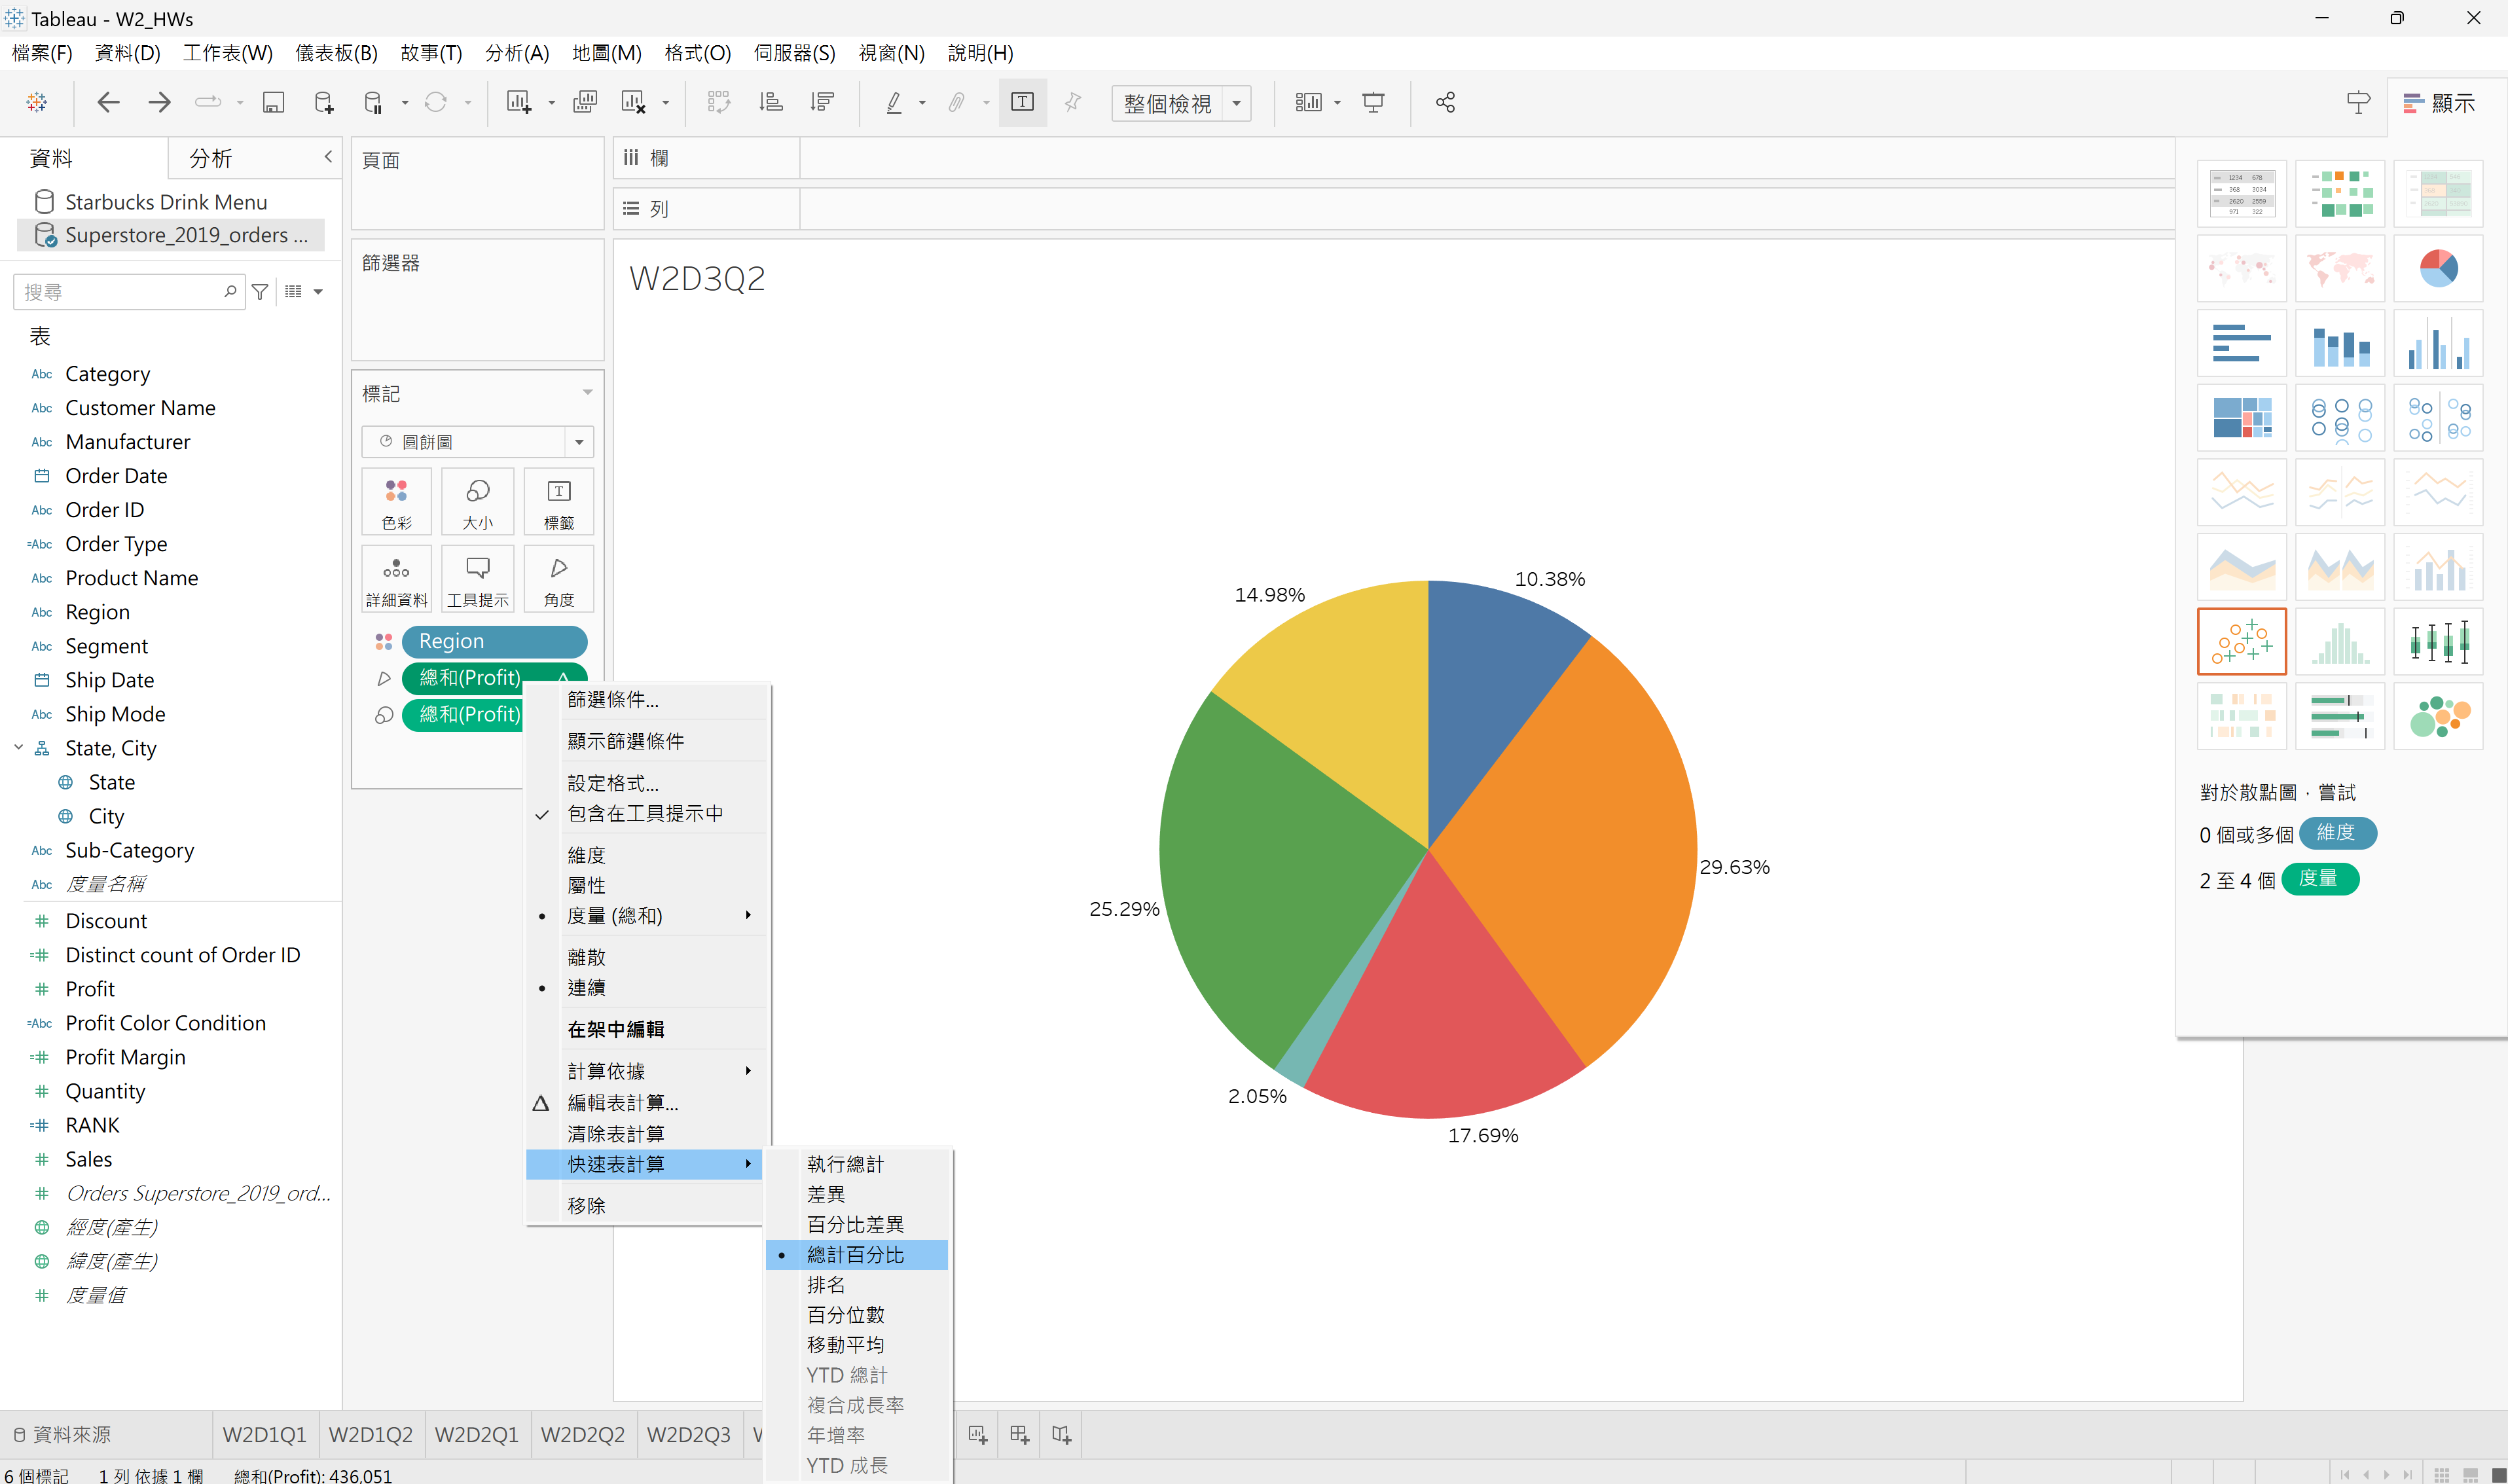 Tableau - W2_HWs
檔案(F) 資料(D) 工作表(W) 儀表板(B) 故事(T) 分析(A) 地圖(M) 格式(O) 伺服器(S) 視窗(N) 說明(H)
整個檢視
顯示
資料 分析
Starbucks Drink Menu
Superstore_2019_orders ...
搜尋
表
Abc Category
Abc Customer Name
Abc Manufacturer
Order Date
Abc Order ID
=Abc Order Type
Abc Product Name
Abc Region
Abc Segment
Ship Date
Abc Ship Mode
State, City
State
City
Abc Sub-Category
Abc 度量名稱
# Discount
=# Distinct count of Order ID
# Profit
=Abc Profit Color Condition
=# Profit Margin
# Quantity
=# RANK
# Sales
# Orders Superstore_2019_ord...
經度(產生)
緯度(產生)
# 度量值
頁面
篩選器
標記
圓餅圖
色彩 大小 標籤
詳細資料 工具提示 角度
Region
總和(Profit)
總和(Profit)
欄
列
W2D3Q2
10.38%
14.98%
29.63%
25.29%
2.05%
17.69%
篩選條件...
顯示篩選條件
設定格式...
包含在工具提示中
維度
屬性
度量 (總和)
離散
連續
在架中編輯
計算依據
編輯表計算...
清除表計算
快速表計算
移除
執行總計
差異
百分比差異
總計百分比
排名
百分位數
移動平均
YTD 總計
複合成長率
年增率
YTD 成長
1234 678
368 3034
2620 2559
971 322
對於散點圖，嘗試
0 個或多個 維度
2 至 4 個 度量
資料來源 W2D1Q1 W2D1Q2 W2D2Q1 W2D2Q2 W2D2Q3
6 個標記 1 列 依據 1 欄 總和(Profit): 436,051